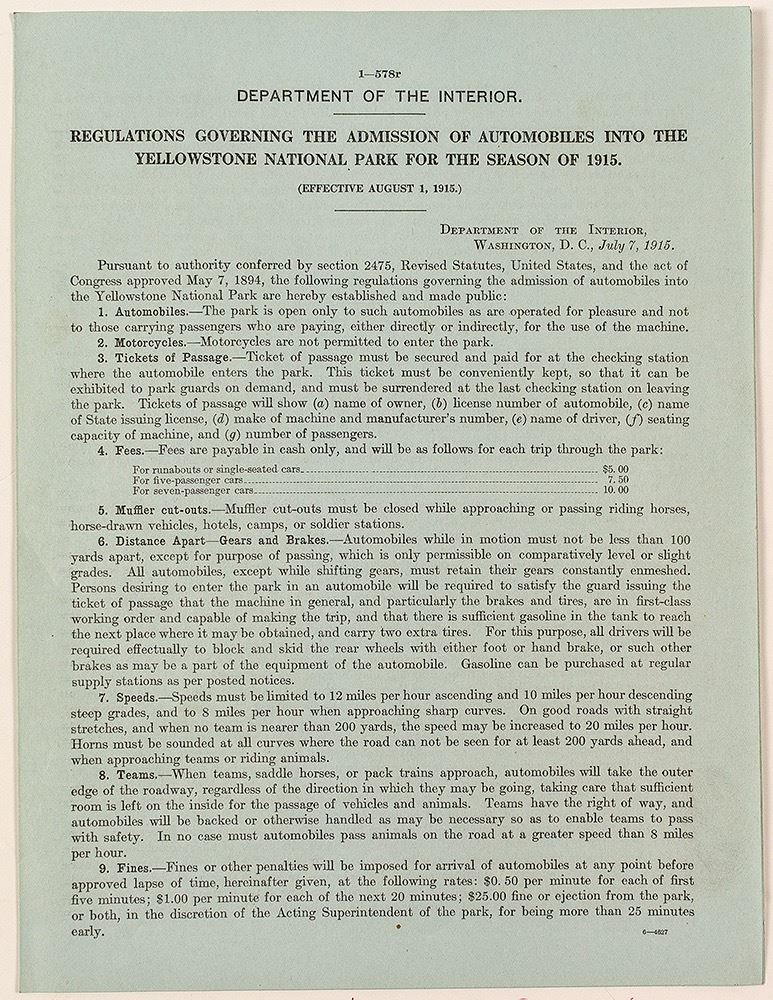 1—578r
DEPARTMENT OF THE INTERIOR.
REGULATIONS GOVERNING THE ADMISSION OF AUTOMOBILES INTO THE
YELLOWSTONE NATIONAL PARK FOR THE SEASON OF 1915.
(EFFECTIVE AUGUST 1, 1915.)
DEPARTMENT OF THE INTERIOR,
WASHINGTON, D. C., July 7, 1915.
Pursuant to authority conferred by section 2475, Revised Statutes, United States, and the act of
Congress approved May 7, 1894, the following regulations governing the admission of automobiles into
the Yellowstone National Park are hereby established and made public:
1. Automobiles.—The park is open only to such automobiles as are operated for pleasure and not
to those carrying passengers who are paying, either directly or indirectly, for the use of the machine.
2. Motorcycles.—Motorcycles are not permitted to enter the park.
3. Tickets of Passage.—Ticket of passage must be secured and paid for at the checking station
where the automobile enters the park. This ticket must be conveniently kept, so that it can be
exhibited to park guards on demand, and must be surrendered at the last checking station on leaving
the park. Tickets of passage will show (a) name of owner, (b) license number of automobile, (c) name
of State issuing license, (d) make of machine and manufacturer's number, (e) name of driver, (f) seating
capacity of machine, and (g) number of passengers.
4. Fees.—Fees are payable in cash only, and will be as follows for each trip through the park:
For runabouts or single-seated cars $5.00
For five-passenger cars 7.50
For seven-passenger cars 10.00
5. Muffler cut-outs.—Muffler cut-outs must be closed while approaching or passing riding horses,
horse-drawn vehicles, hotels, camps, or soldier stations.
6. Distance Apart—Gears and Brakes.—Automobiles while in motion must not be less than 100
yards apart, except for purpose of passing, which is only permissible on comparatively level or slight
grades. All automobiles, except while shifting gears, must retain their gears constantly enmeshed.
Persons desiring to enter the park in an automobile will be required to satisfy the guard issuing the
ticket of passage that the machine in general, and particularly the brakes and tires, are in first-class
working order and capable of making the trip, and that there is sufficient gasoline in the tank to reach
the next place where it may be obtained, and carry two extra tires. For this purpose, all drivers will be
required effectually to block and skid the rear wheels with either foot or hand brake, or such other
brakes as may be a part of the equipment of the automobile. Gasoline can be purchased at regular
supply stations as per posted notices.
7. Speeds.—Speeds must be limited to 12 miles per hour ascending and 10 miles per hour descending
steep grades, and to 8 miles per hour when approaching sharp curves. On good roads with straight
stretches, and when no team is nearer than 200 yards, the speed may be increased to 20 miles per hour.
Horns must be sounded at all curves where the road can not be seen for at least 200 yards ahead, and
when approaching teams or riding animals.
8. Teams.—When teams, saddle horses, or pack trains approach, automobiles will take the outer
edge of the roadway, regardless of the direction in which they may be going, taking care that sufficient
room is left on the inside for the passage of vehicles and animals. Teams have the right of way, and
automobiles will be backed or otherwise handled as may be necessary so as to enable teams to pass
with safety. In no case must automobiles pass animals on the road at a greater speed than 8 miles
per hour.
9. Fines.—Fines or other penalties will be imposed for arrival of automobiles at any point before
approved lapse of time, hereinafter given, at the following rates: $0.50 per minute for each of first
five minutes; $1.00 per minute for each of the next 20 minutes; $25.00 fine or ejection from the park,
or both, in the discretion of the Acting Superintendent of the park, for being more than 25 minutes
early.
6—4627